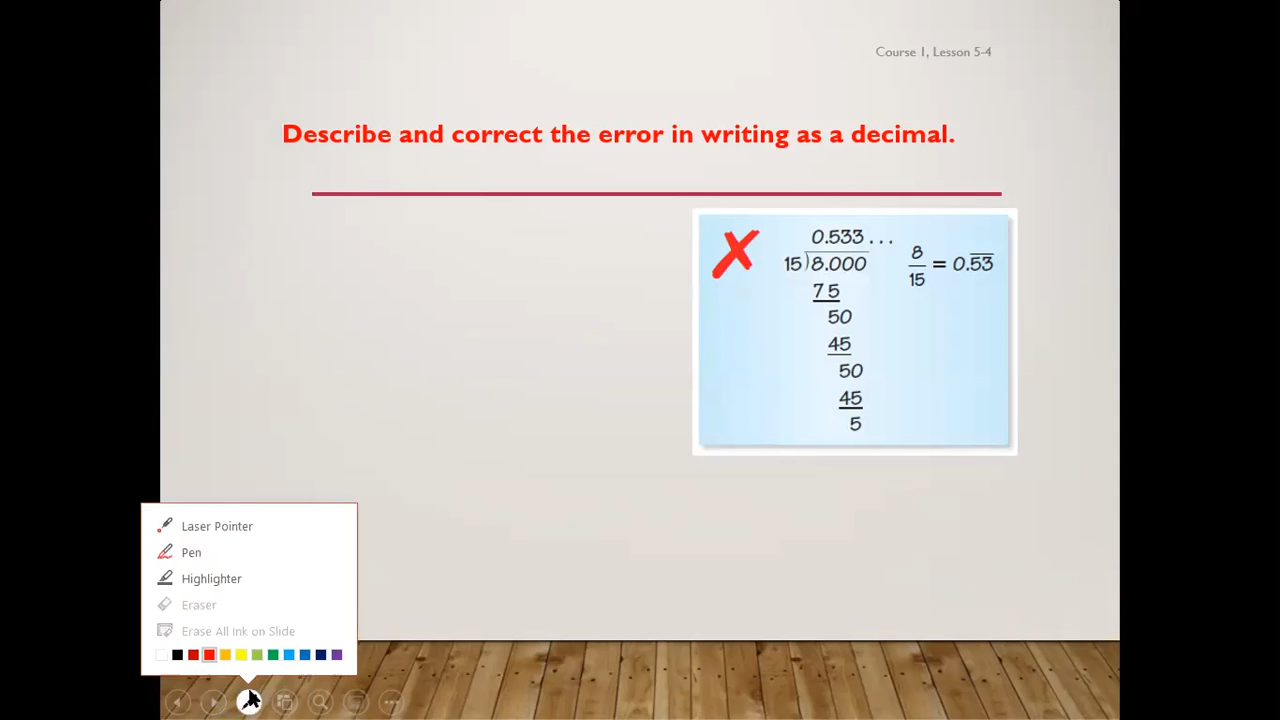 Course 1, Lesson 5-4
Describe and correct the error in writing as a decimal.
0.533...
15)8.000
75
50
45
50
45
5
8/15 = 0.5̅3̅
Laser Pointer
Pen
Highlighter
Eraser
Erase All Ink on Slide